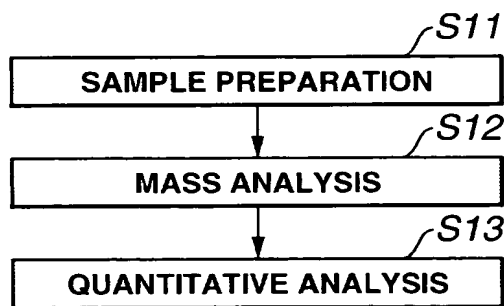 S11
SAMPLE PREPARATION
S12
MASS ANALYSIS
S13
QUANTITATIVE ANALYSIS